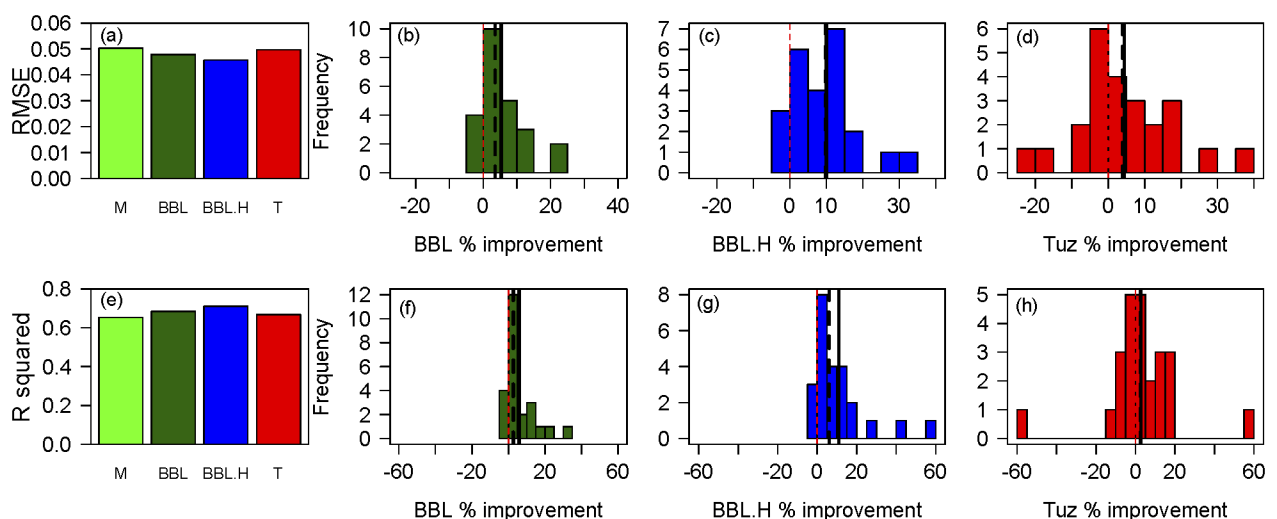 RMSE
0.06
0.05
0.04
0.03
0.02
0.01
0.00
(a)
M BBL BBL.H T
Frequency
10
8
6
4
2
0
(b)
-20 0 20 40
BBL % improvement
7
6
5
4
3
2
1
0
(c)
-20 0 10 30
BBL.H % improvement
6
5
4
3
2
1
0
(d)
-20 0 10 30
Tuz % improvement
R squared
0.8
0.6
0.4
0.2
0.0
(e)
M BBL BBL.H T
Frequency
12
10
8
6
4
2
0
(f)
-60 -20 20 60
BBL % improvement
8
6
4
2
0
(g)
-60 -20 0 20 60
BBL.H % improvement
5
4
3
2
1
0
(h)
-60 -20 0 20 60
Tuz % improvement